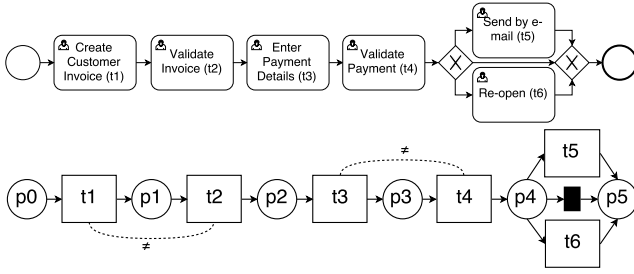 Create
Customer
Invoice (t1)
Validate
Invoice (t2)
Enter
Payment
Details (t3)
Validate
Payment (t4)
X
Send by e-
mail (t5)
Re-open (t6)
X
p0
t1
p1
t2
p2
t3
p3
t4
p4
t5
t6
p5
≠
≠